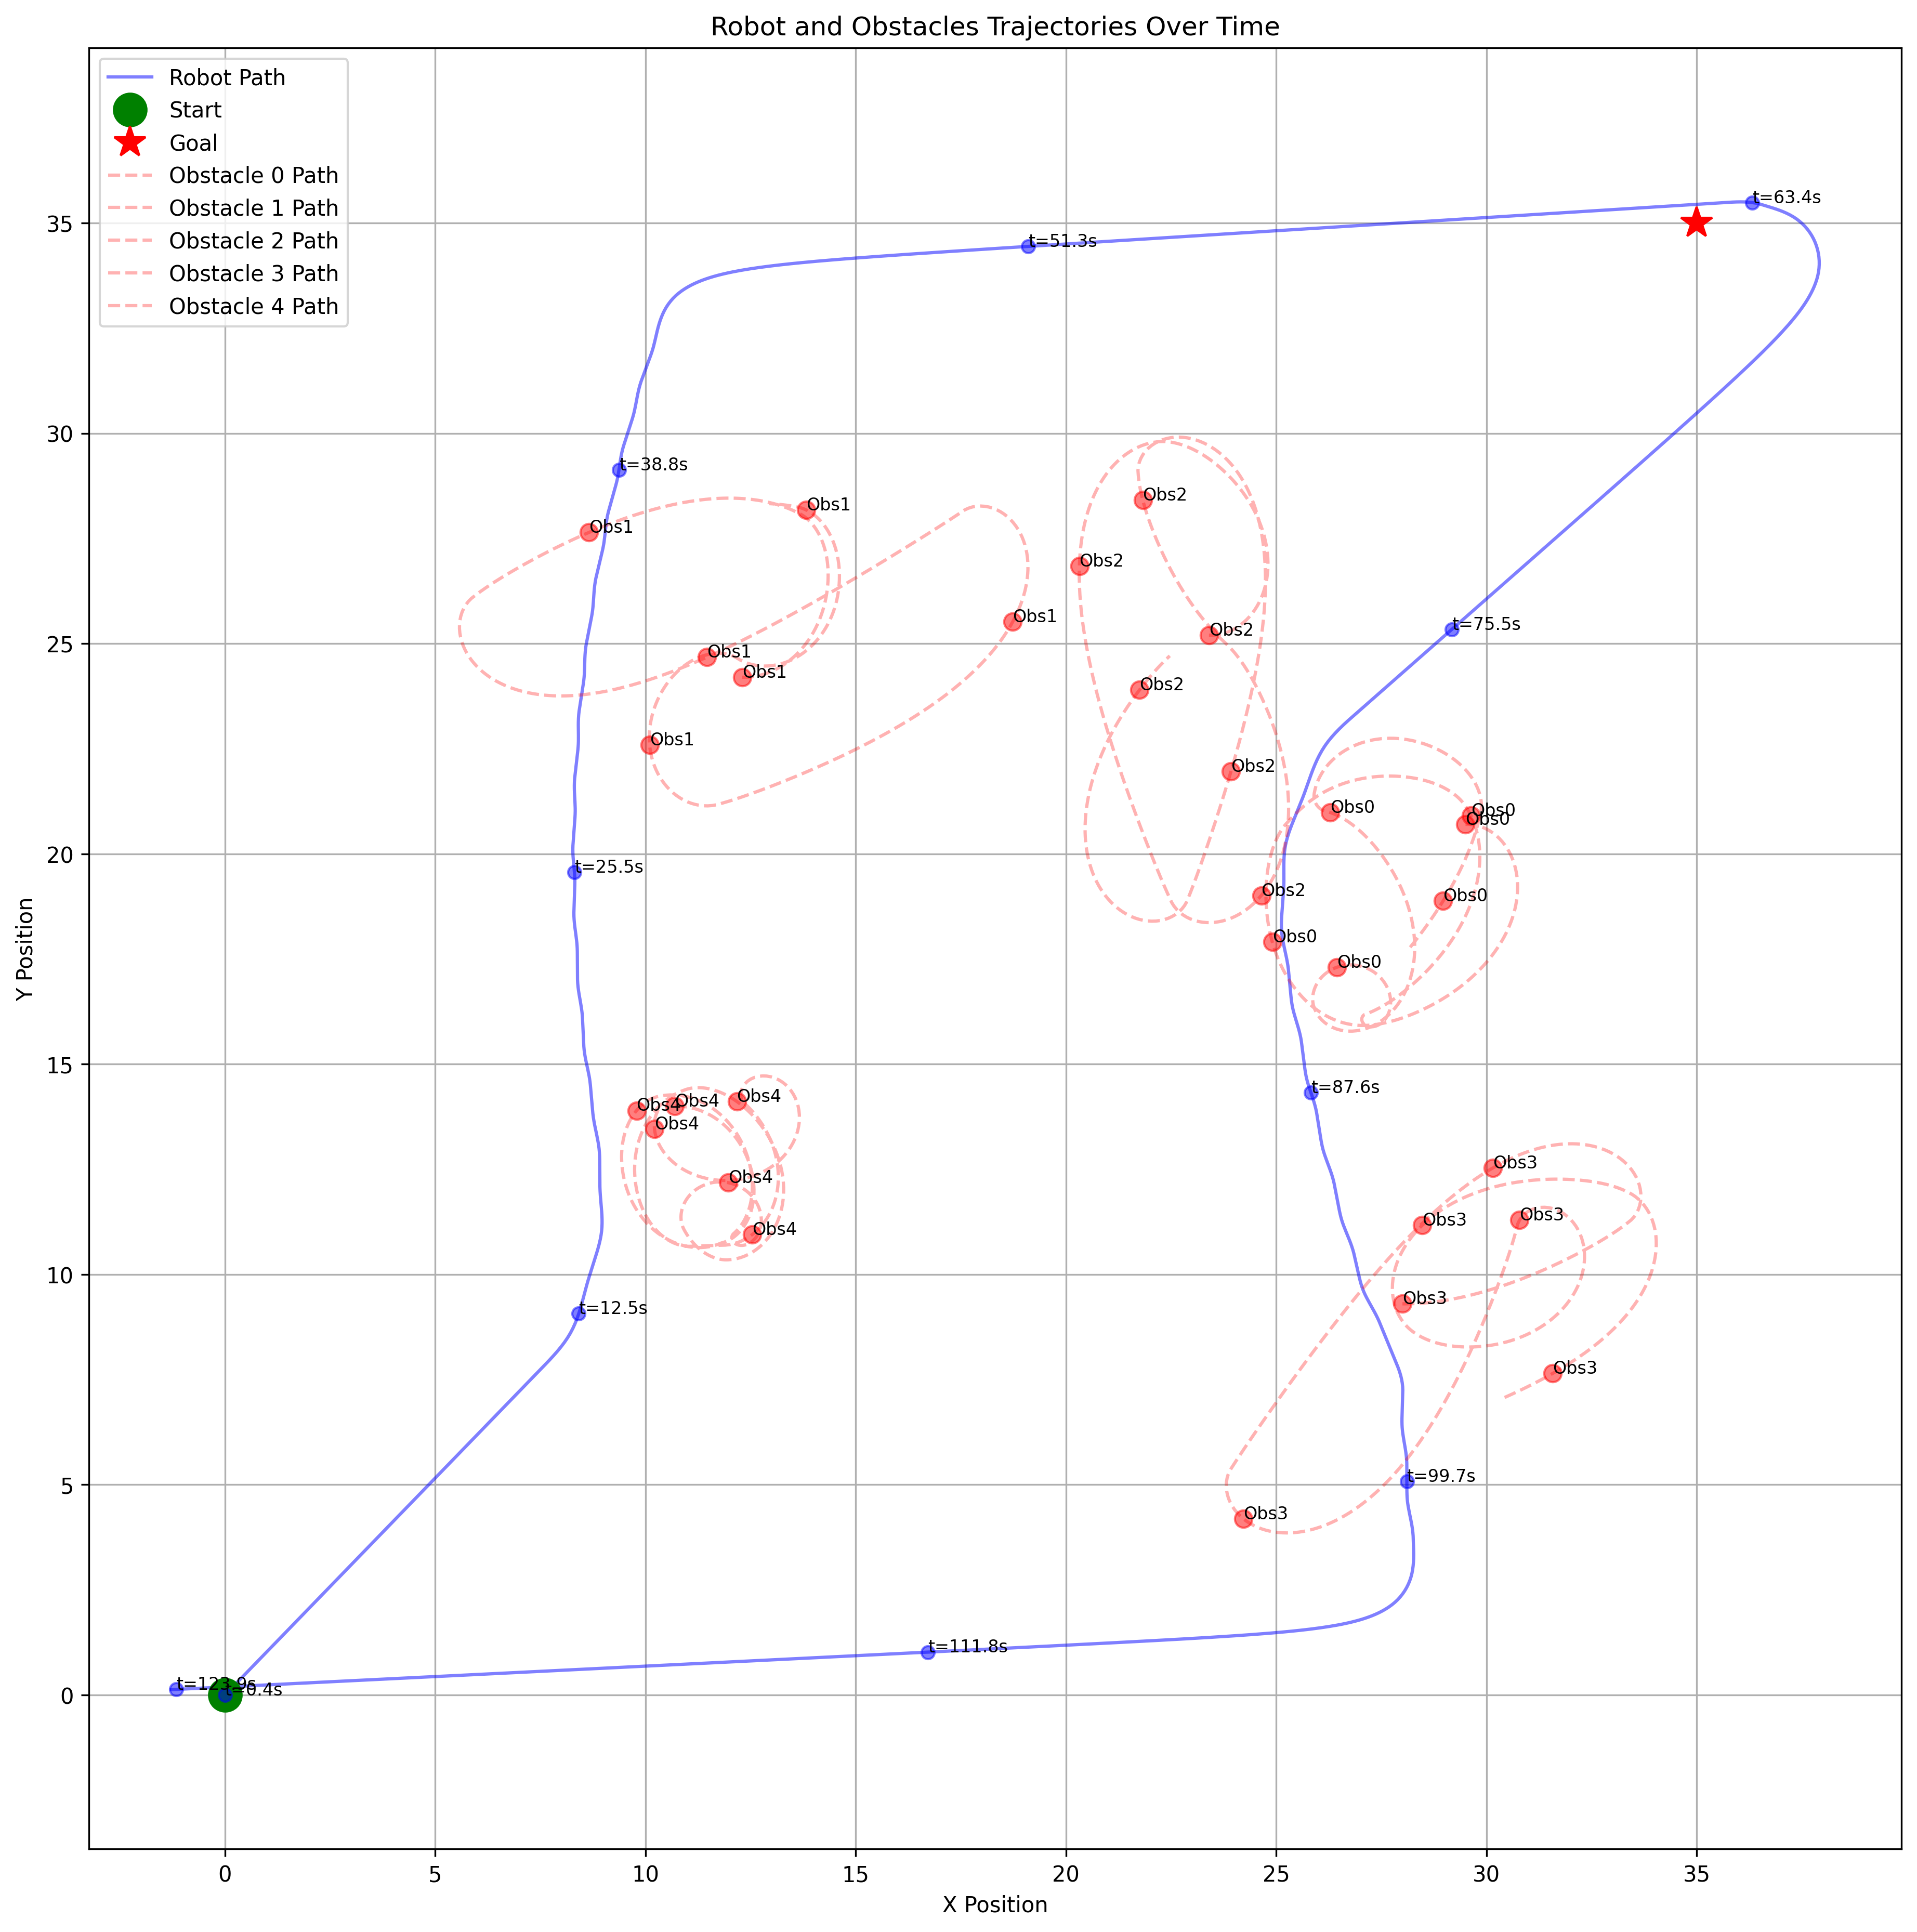 Robot and Obstacles Trajectories Over Time
Robot Path
Start
Goal
Obstacle 0 Path
Obstacle 1 Path
Obstacle 2 Path
Obstacle 3 Path
Obstacle 4 Path
t=63.4s
t=51.3s
t=38.8s
Obs2
Obs1
Obs1
Obs2
Obs1
Obs2
t=75.5s
Obs1
Obs1
Obs2
Obs1
Obs2
Obs0
Obs0
Obs0
t=25.5s
Obs2
Obs0
Obs0
Obs0
t=87.6s
Obs4
Obs4
Obs4
Obs4
Obs4
Obs3
Obs3
Obs3
Obs4
Obs3
t=12.5s
Obs3
t=99.7s
Obs3
t=111.8s
t=123.9s
t=0.4s
35
30
25
20
15
10
5
0
Y Position
0 5 10 15 20 25 30 35
X Position